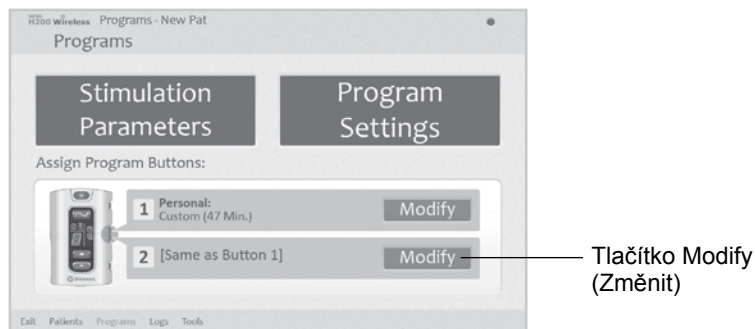 H200 Wireless Programs - New Pat
Programs
Stimulation
Parameters
Program
Settings
Assign Program Buttons:
1 Personal:
Custom (47 Min.)
Modify
2 [Same as Button 1]
Modify
Tlačítko Modify
(Změnit)
Exit Patients Programs Logs Tools